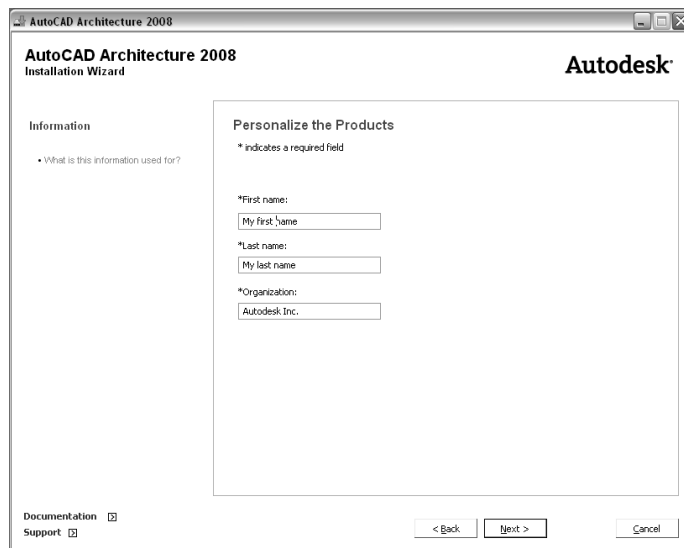 AutoCAD Architecture 2008
AutoCAD Architecture 2008
Installation Wizard
Autodesk
Information
• What is this information used for?
Personalize the Products
* indicates a required field
*First name:
My first name
*Last name:
My last name
*Organization:
Autodesk Inc.
Documentation
Support
< Back
Next >
Cancel